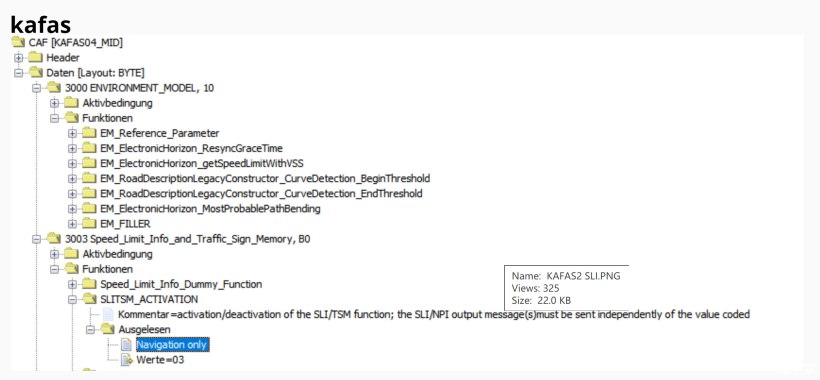 kafas
CAF [KAFAS04_MID]
Header
Daten [Layout: BYTE]
3000 ENVIRONMENT_MODEL, 10
Aktivbedingung
Funktionen
EM_Reference_Parameter
EM_ElectronicHorizon_ResyncGraceTime
EM_ElectronicHorizon_getSpeedLimitWithVSS
EM_RoadDescriptionLegacyConstructor_CurveDetection_BeginThreshold
EM_RoadDescriptionLegacyConstructor_CurveDetection_EndThreshold
EM_ElectronicHorizon_MostProbablePathBending
EM_FILLER
3003 Speed_Limit_Info_and_Traffic_Sign_Memory, B0
Aktivbedingung
Funktionen
Speed_Limit_Info_Dummy_Function
SLITSM_ACTIVATION
Kommentar=activation/deactivation of the SLI/TSM function; the SLI/NPI output message(s)must be sent independently of the value coded
Ausgelesen
Navigation only
Werte=03
Name: KAFAS2 SLI.PNG
Views: 325
Size: 22.0 KB